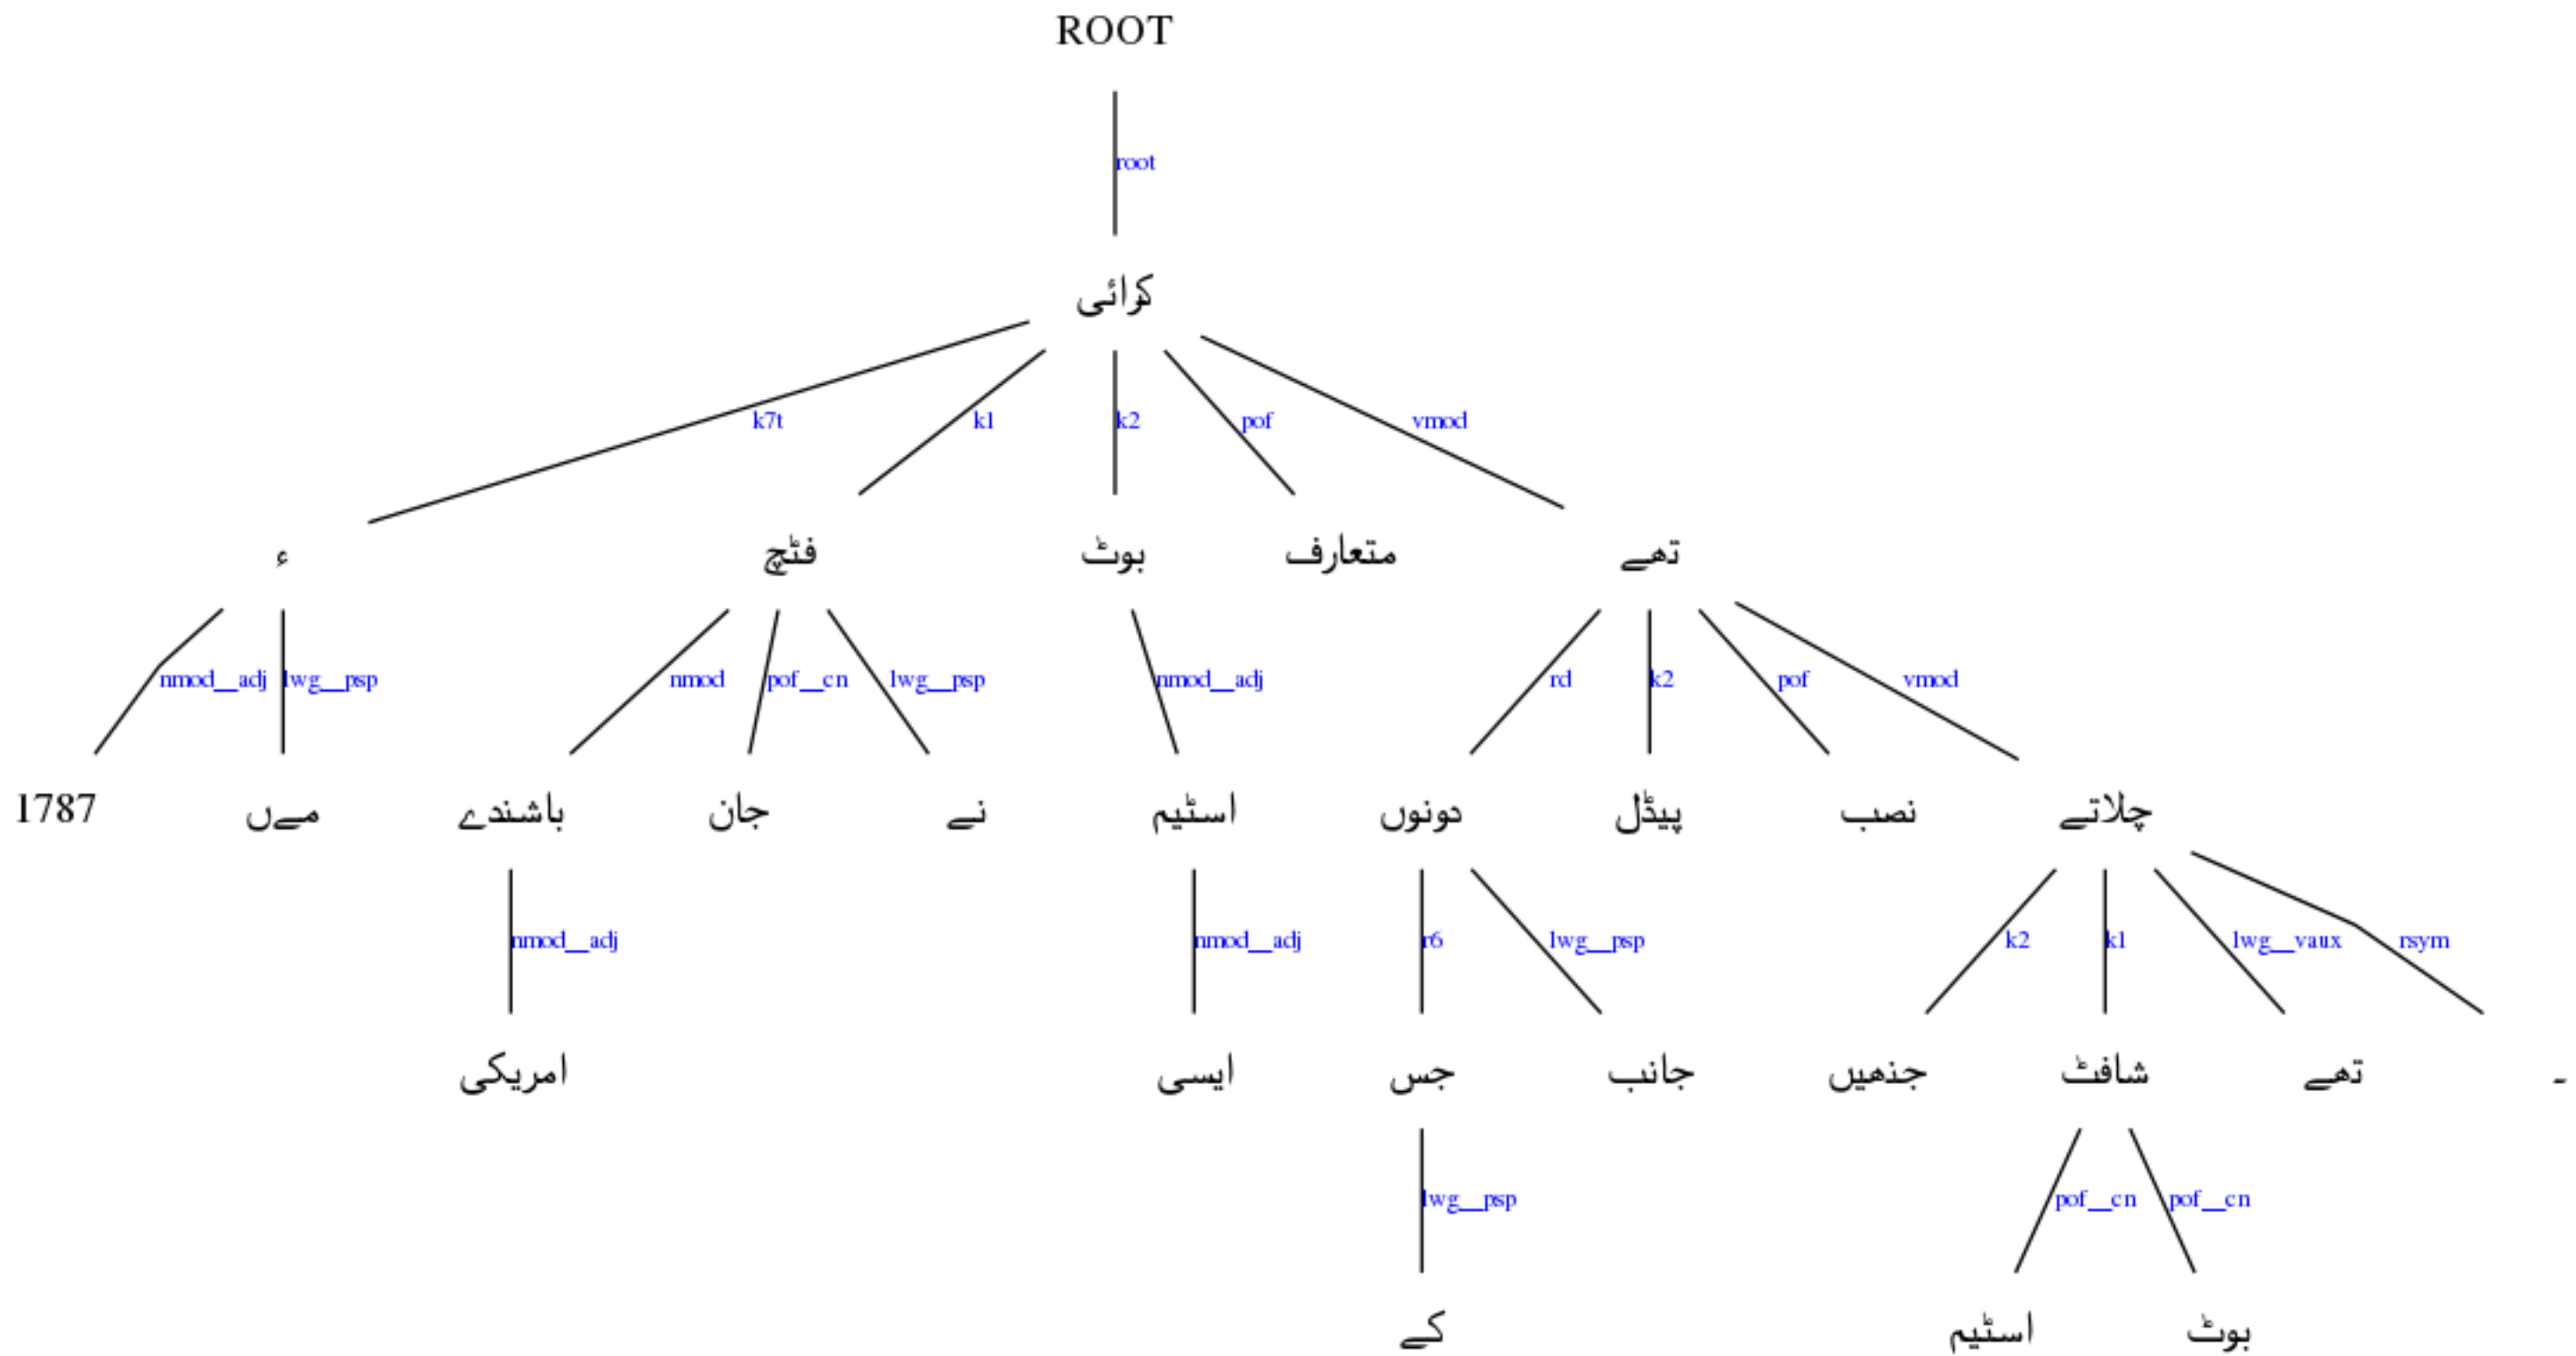 ROOT
root
کرائی
k7t k1 k2 pof vmod
ء فٹچ بوٹ متعارف تھے
nmod__adj lwg__psp nmod pof__cn lwg__psp nmod__adj rd k2 pof vmod
1787 مےں باشندے جان نے اسٹیم دونوں پیڈل نصب چلاتے
nmod__adj nmod__adj r6 lwg__psp k2 k1 lwg__vaux rsym
امریکی ایسی جس جانب جنھیں شافٹ تھے ۔
lwg__psp pof__cn pof__cn
کے اسٹیم بوٹ